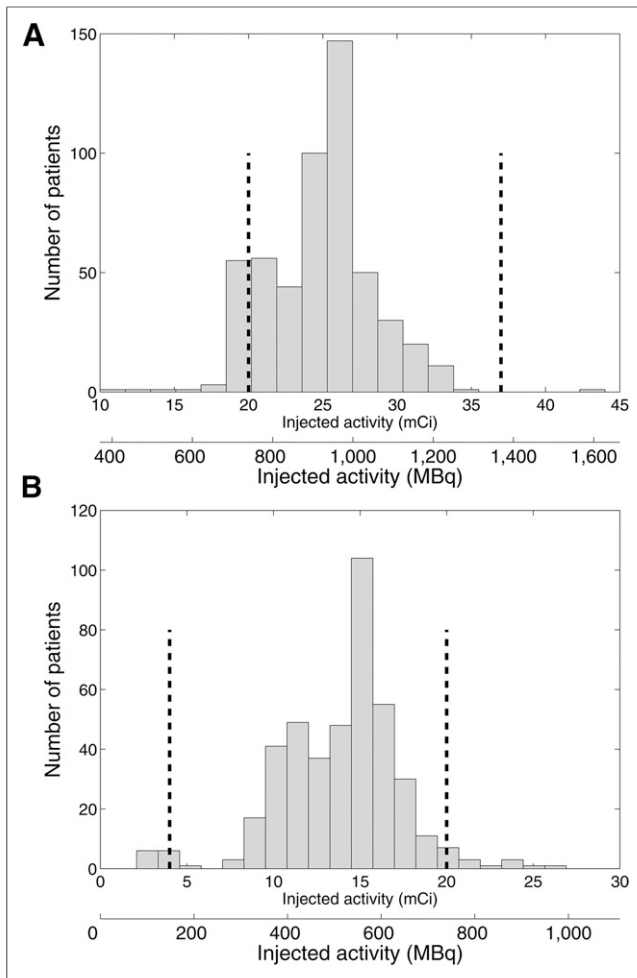 A
150
100
50
0
Number of patients
10 15 20 25 30 35 40 45
Injected activity (mCi)
400 600 800 1,000 1,200 1,400 1,600
Injected activity (MBq)
B
120
100
80
60
40
20
0
Number of patients
0 5 10 15 20 25 30
Injected activity (mCi)
0 200 400 600 800 1,000
Injected activity (MBq)